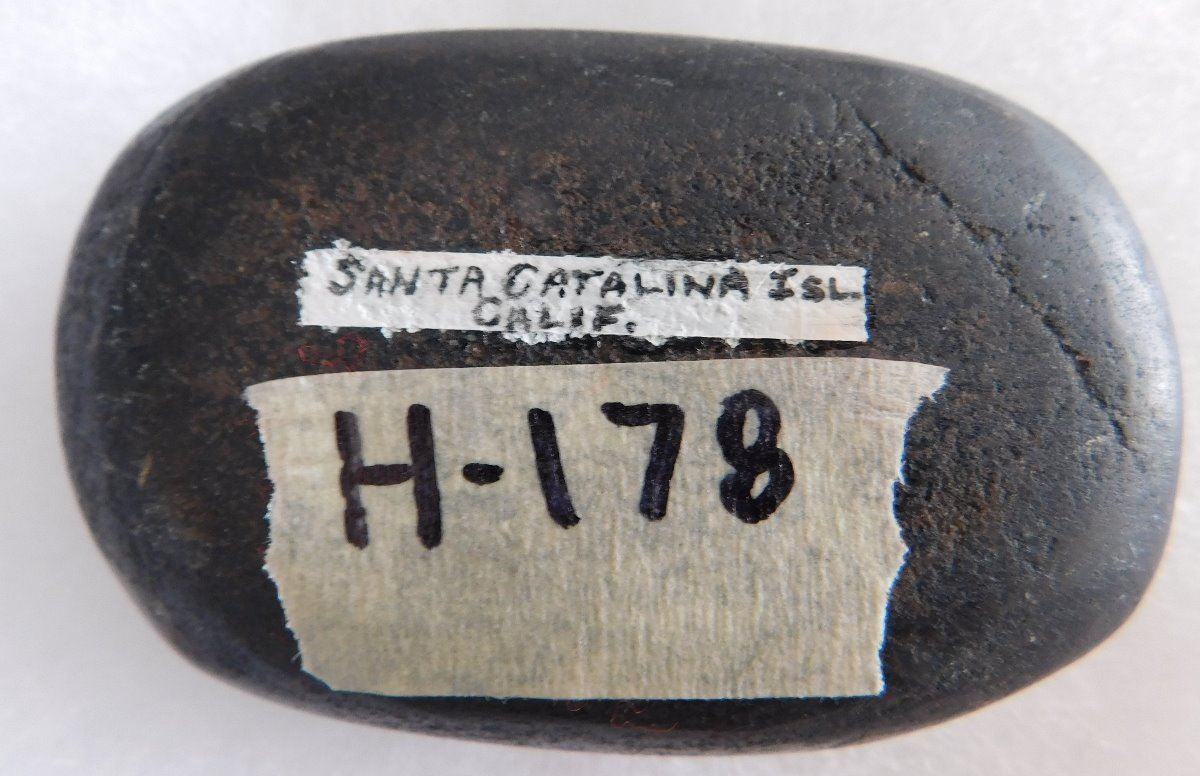 SANTA CATALINA ISL.
CALIF.
H-178